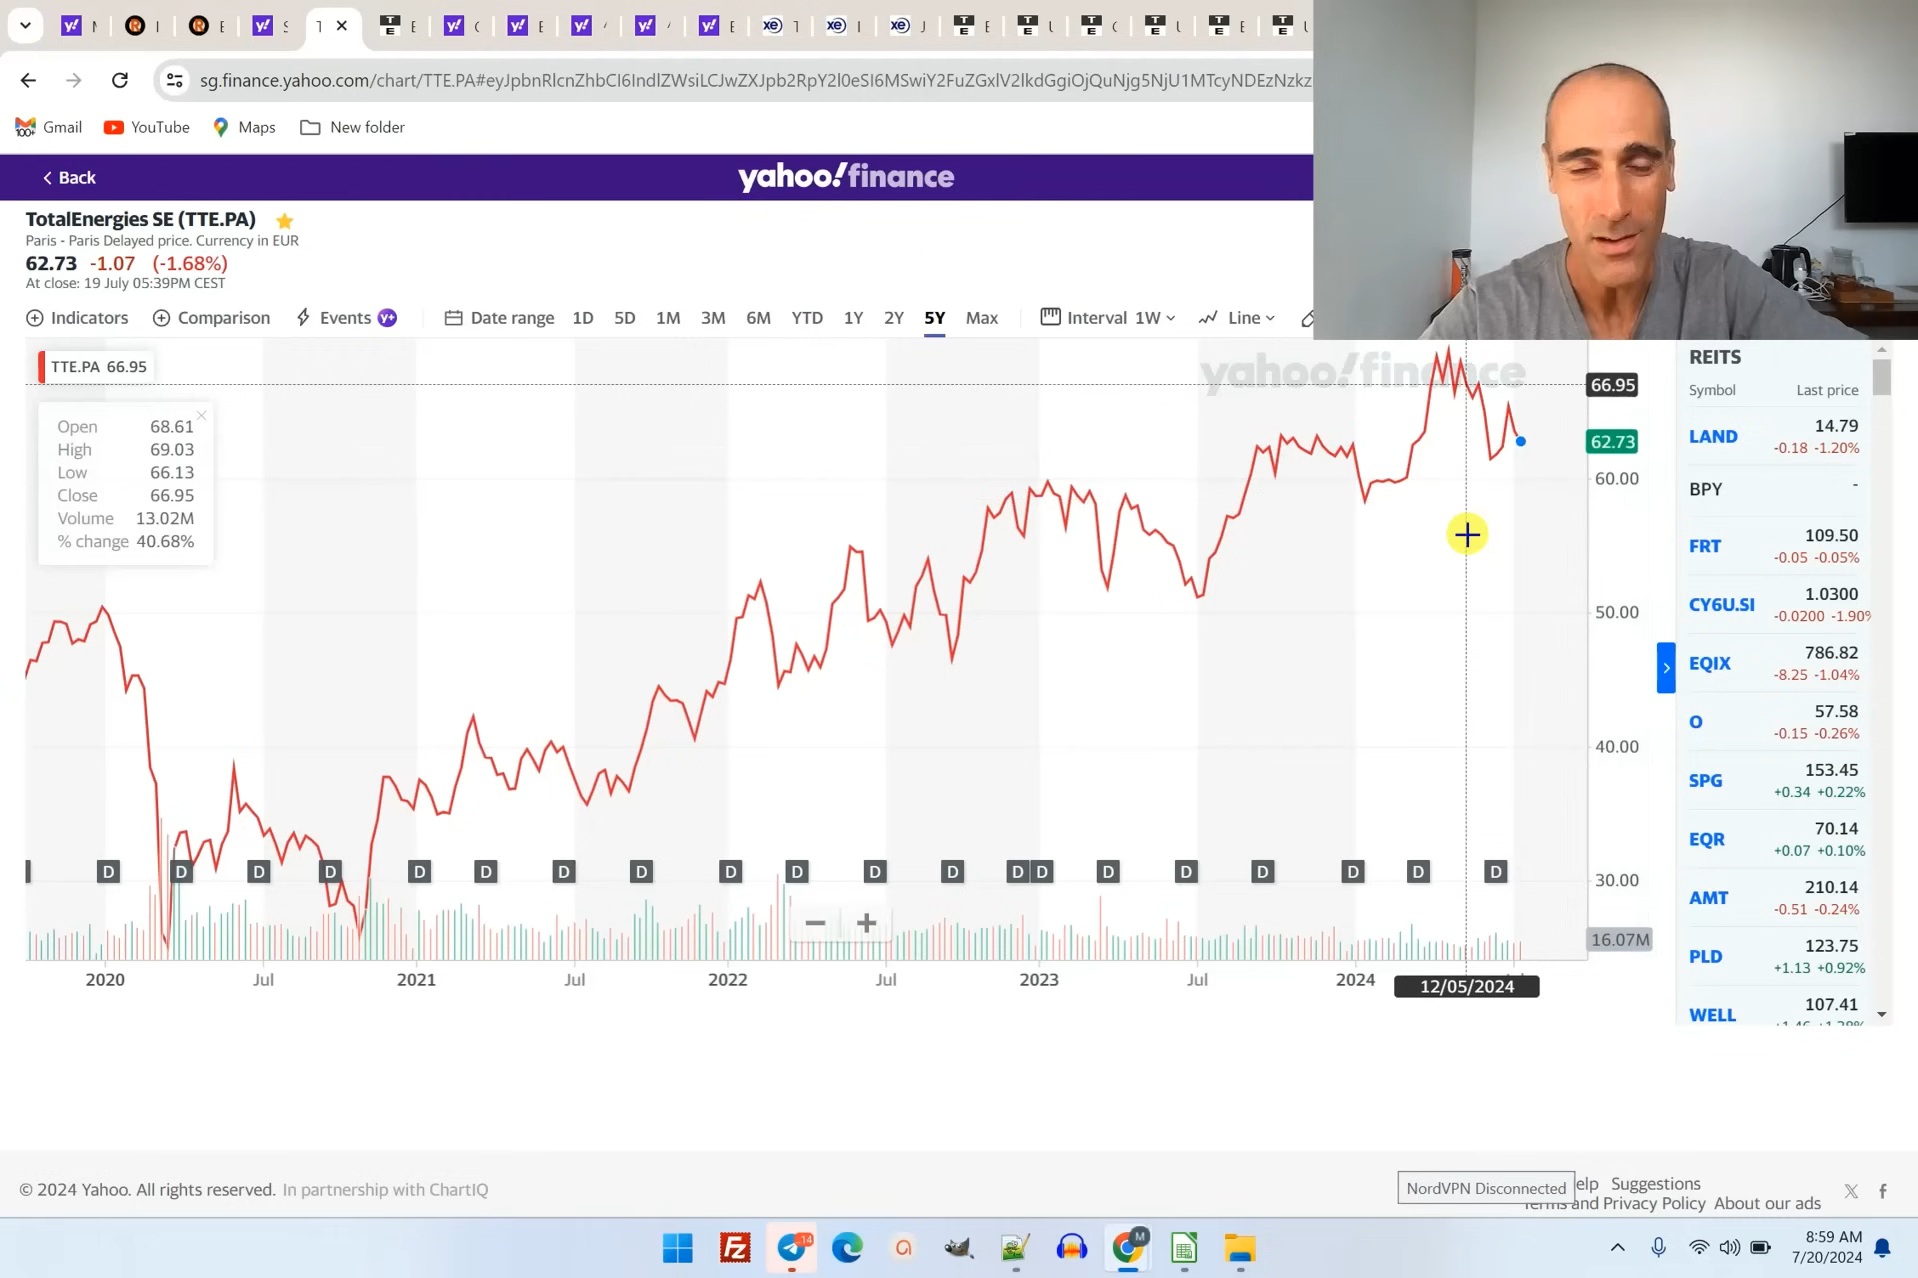 sg.finance.yahoo.com/chart/TTE.PA#eyJpbnRlcnZhbCI6IndlZWsiLCJwZXJpb2RpY2l0eSI6MSwiY2FuZGxlV2lkdGgiOjQuNjg5NjU1MTcyNDEzNzkz
Gmail YouTube Maps New folder
Back
yahoo!finance
TotalEnergies SE (TTE.PA)
Paris - Paris Delayed price. Currency in EUR
62.73 -1.07 (-1.68%)
At close: 19 July 05:39PM CEST
Indicators Comparison Events Y+ Date range 1D 5D 1M 3M 6M YTD 1Y 2Y 5Y Max Interval 1W Line
TTE.PA 66.95
yahoo!finance
Open 68.61
High 69.03
Low 66.13
Close 66.95
Volume 13.02M
% change 40.68%
66.95
62.73
60.00
50.00
40.00
30.00
16.07M
D D D D D D D D D D D D D D D D D D D D
2020 Jul 2021 Jul 2022 Jul 2023 Jul 2024 12/05/2024
REITS
Symbol Last price
LAND 14.79
-0.18 -1.20%
BPY -
FRT 109.50
-0.05 -0.05%
CY6U.SI 1.0300
-0.0200 -1.90%
EQIX 786.82
-8.25 -1.04%
O 57.58
-0.15 -0.26%
SPG 153.45
+0.34 +0.22%
EQR 70.14
+0.07 +0.10%
AMT 210.14
-0.51 -0.24%
PLD 123.75
+1.13 +0.92%
WELL 107.41
© 2024 Yahoo. All rights reserved. In partnership with ChartIQ
NordVPN Disconnected
elp Suggestions
Terms and Privacy Policy About our ads
14
M
8:59 AM
7/20/2024